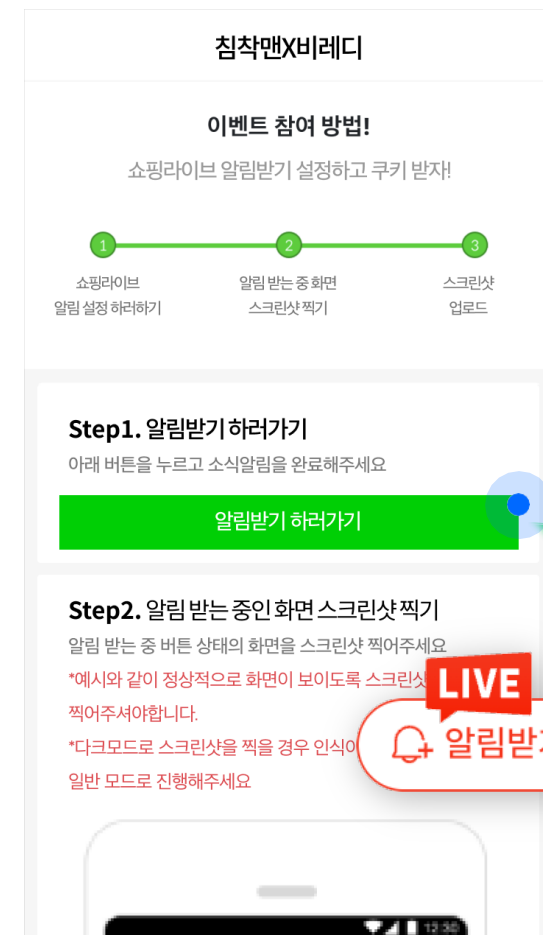 침착맨X비레디
이벤트 참여 방법!
쇼핑라이브 알림받기 설정하고 쿠키 받자!
1
2
3
쇼핑라이브
알림 설정 하러하기
알림 받는 중 화면
스크린샷 찍기
스크린샷
업로드
Step1. 알림받기 하러가기
아래 버튼을 누르고 소식알림을 완료해주세요
알림받기 하러가기
Step2. 알림 받는 중인 화면 스크린샷 찍기
알림 받는 중 버튼 상태의 화면을 스크린샷 찍어주세요
*예시와 같이 정상적으로 화면이 보이도록 스크린샷
찍어주셔야합니다.
*다크모드로 스크린샷을 찍을 경우 인식이
일반 모드로 진행해주세요
LIVE
알림받
12:30